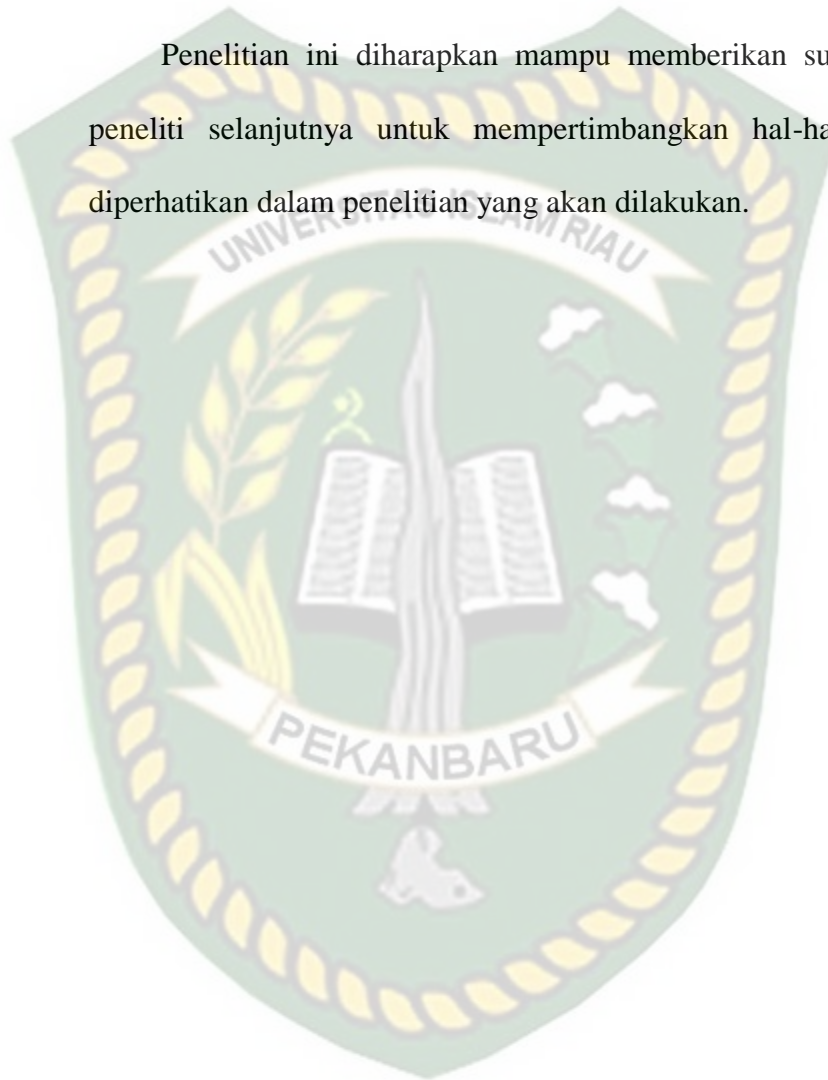 Penelitian ini diharapkan mampu memberikan su
peneliti selanjutnya untuk mempertimbangkan hal-ha
diperhatikan dalam penelitian yang akan dilakukan.
UNIVERSITAS ISLAM RIAU
PEKANBARU